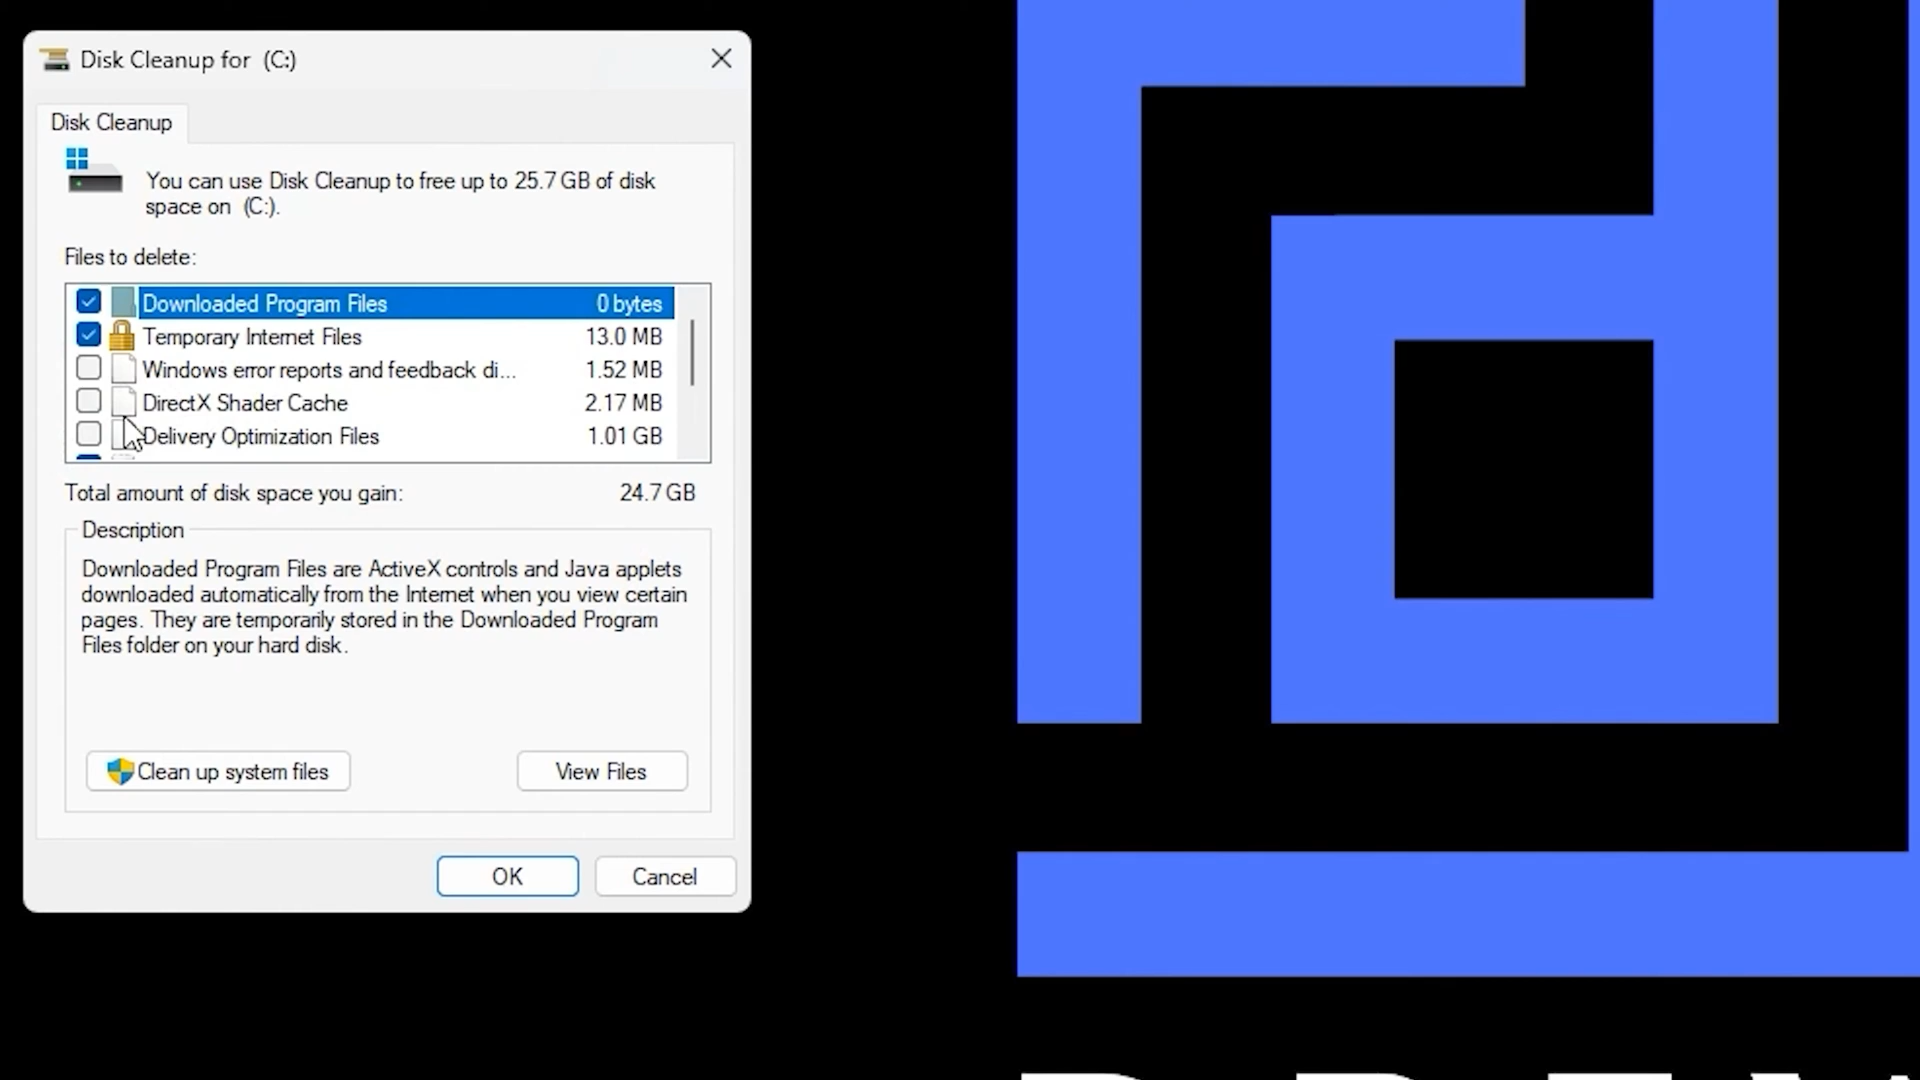 Disk Cleanup for  (C:)
Disk Cleanup
You can use Disk Cleanup to free up to 25.7 GB of disk
space on  (C:).
Files to delete:
Downloaded Program Files 0 bytes
Temporary Internet Files 13.0 MB
Windows error reports and feedback di... 1.52 MB
DirectX Shader Cache 2.17 MB
Delivery Optimization Files 1.01 GB
Total amount of disk space you gain: 24.7 GB
Description
Downloaded Program Files are ActiveX controls and Java applets
downloaded automatically from the Internet when you view certain
pages. They are temporarily stored in the Downloaded Program
Files folder on your hard disk.
Clean up system files
View Files
OK
Cancel